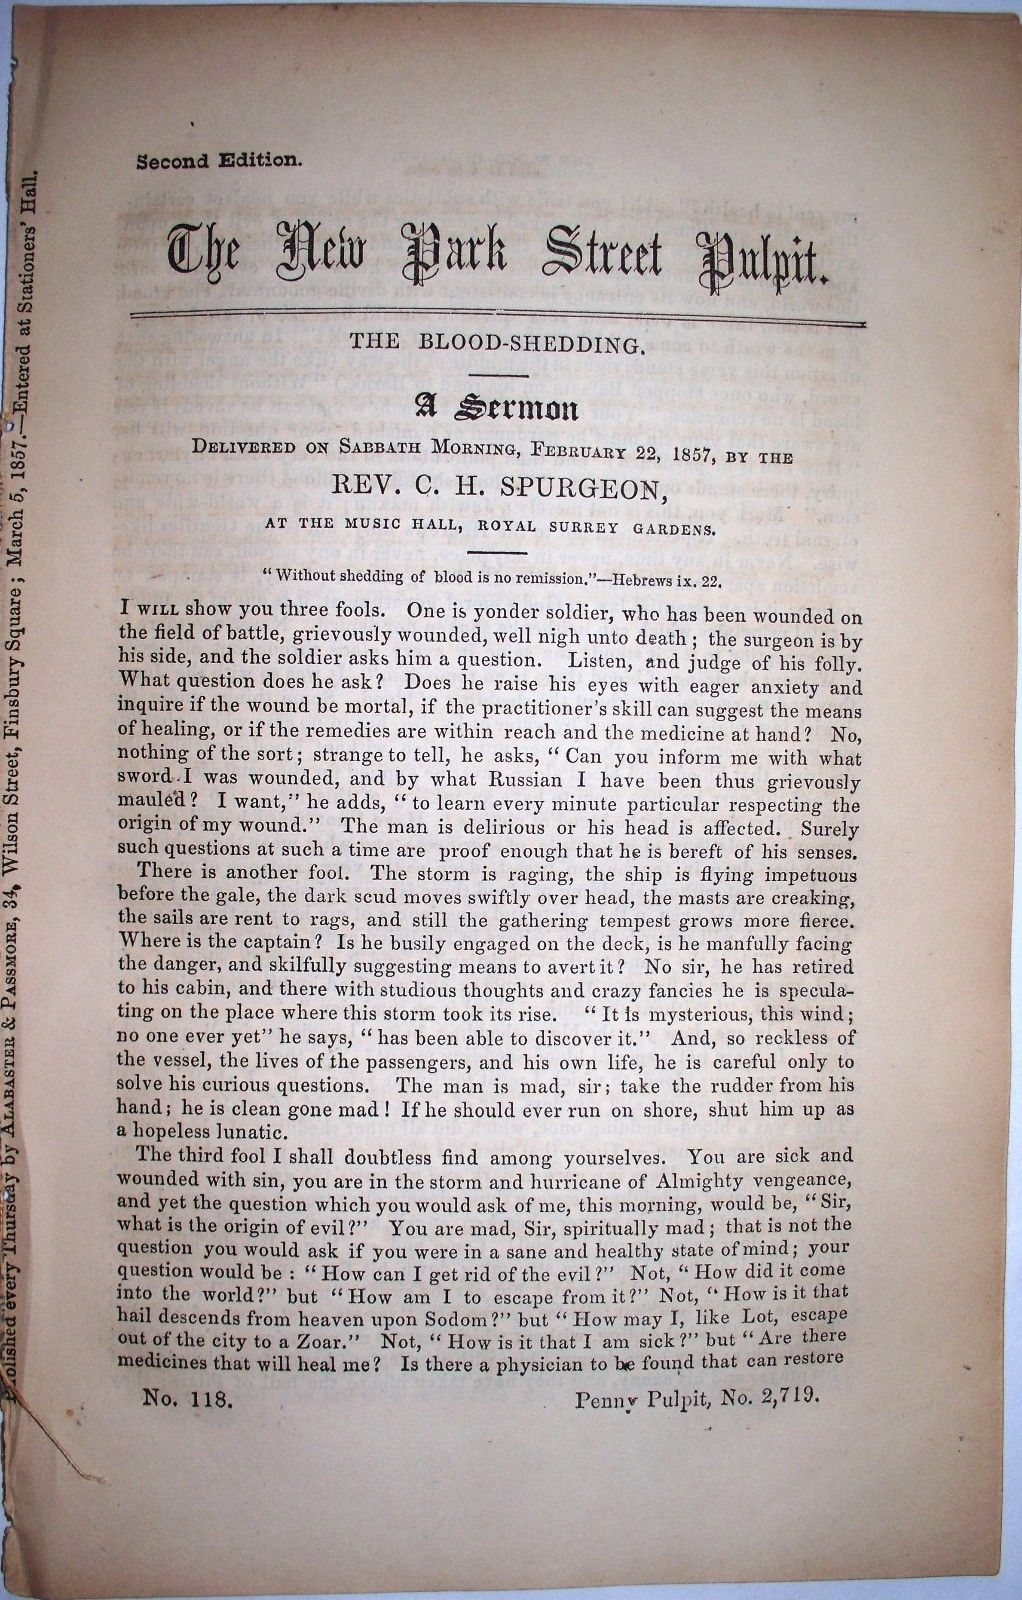 Second Edition.
The New Park Street Pulpit.
THE BLOOD-SHEDDING.
A Sermon
DELIVERED ON SABBATH MORNING, FEBRUARY 22, 1857, BY THE
REV. C. H. SPURGEON,
AT THE MUSIC HALL, ROYAL SURREY GARDENS.
"Without shedding of blood is no remission."—Hebrews ix. 22.
I WILL show you three fools. One is yonder soldier, who has been wounded on
the field of battle, grievously wounded, well nigh unto death; the surgeon is by
his side, and the soldier asks him a question. Listen, and judge of his folly.
What question does he ask? Does he raise his eyes with eager anxiety and
inquire if the wound be mortal, if the practitioner's skill can suggest the means
of healing, or if the remedies are within reach and the medicine at hand? No,
nothing of the sort; strange to tell, he asks, "Can you inform me with what
sword I was wounded, and by what Russian I have been thus grievously
mauled? I want," he adds, "to learn every minute particular respecting the
origin of my wound." The man is delirious or his head is affected. Surely
such questions at such a time are proof enough that he is bereft of his senses.
There is another fool. The storm is raging, the ship is flying impetuous
before the gale, the dark scud moves swiftly over head, the masts are creaking,
the sails are rent to rags, and still the gathering tempest grows more fierce.
Where is the captain? Is he busily engaged on the deck, is he manfully facing
the danger, and skilfully suggesting means to avert it? No sir, he has retired
to his cabin, and there with studious thoughts and crazy fancies he is specula-
ting on the place where this storm took its rise. "It is mysterious, this wind;
no one ever yet" he says, "has been able to discover it." And, so reckless of
the vessel, the lives of the passengers, and his own life, he is careful only to
solve his curious questions. The man is mad, sir; take the rudder from his
hand; he is clean gone mad! If he should ever run on shore, shut him up as
a hopeless lunatic.
The third fool I shall doubtless find among yourselves. You are sick and
wounded with sin, you are in the storm and hurricane of Almighty vengeance,
and yet the question which you would ask of me, this morning, would be, "Sir,
what is the origin of evil?" You are mad, Sir, spiritually mad; that is not the
question you would ask if you were in a sane and healthy state of mind; your
question would be: "How can I get rid of the evil?" Not, "How did it come
into the world?" but "How am I to escape from it?" Not, "How is it that
hail descends from heaven upon Sodom?" but "How may I, like Lot, escape
out of the city to a Zoar." Not, "How is it that I am sick?" but "Are there
medicines that will heal me? Is there a physician to be found that can restore
No. 118.
Penny Pulpit, No. 2,719.
every Thursday by ALABASTER & PASSMORE, 34, Wilson Street, Finsbury Square; March 5, 1857.—Entered at Stationers' Hall.